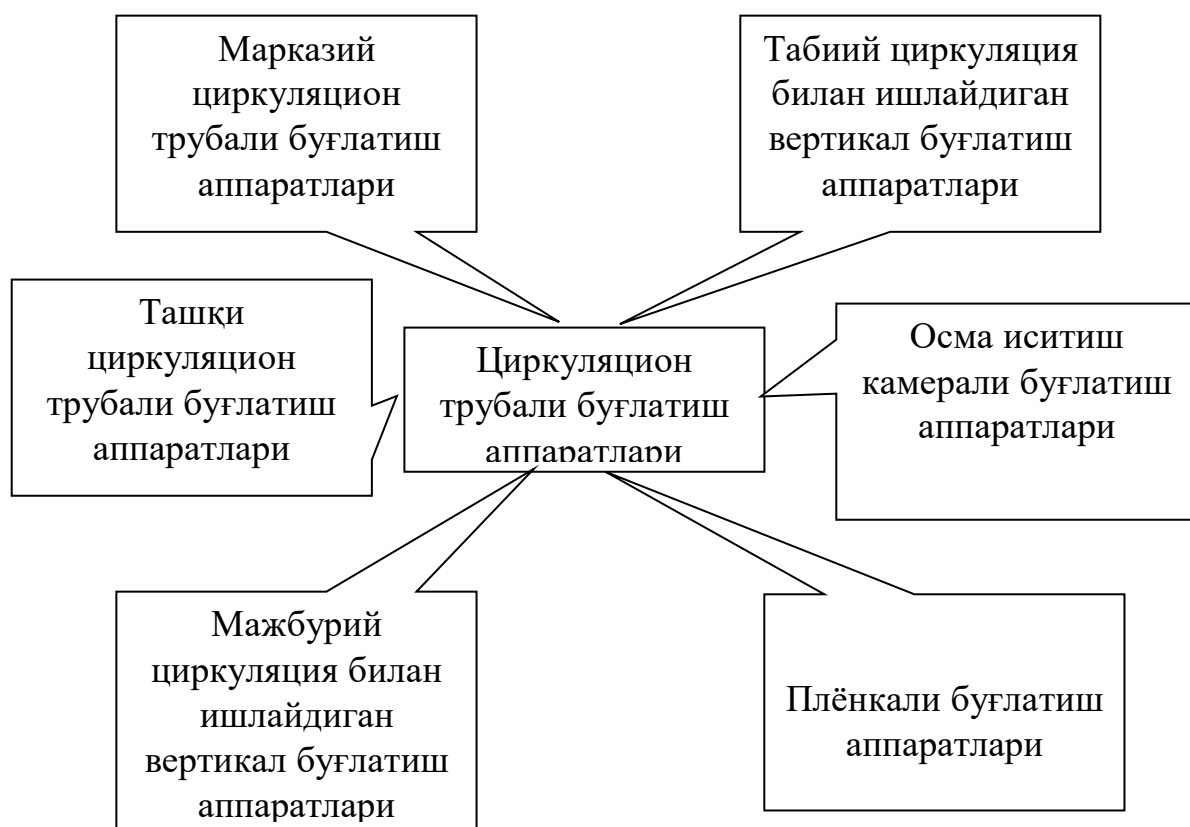 Марказий
циркуляцион
трубали буғлатиш
аппаратлари
Табиий циркуляция
билан ишлайдиган
вертикал буғлатиш
аппаратлари
Ташқи
циркуляцион
трубали буғлатиш
аппаратлари
Циркуляцион
трубали буғлатиш
аппаратлари
Осма иситиш
камерали буғлатиш
аппаратлари
Мажбурий
циркуляция билан
ишлайдиган
вертикал буғлатиш
аппаратлари
Плёнкали буғлатиш
аппаратлари